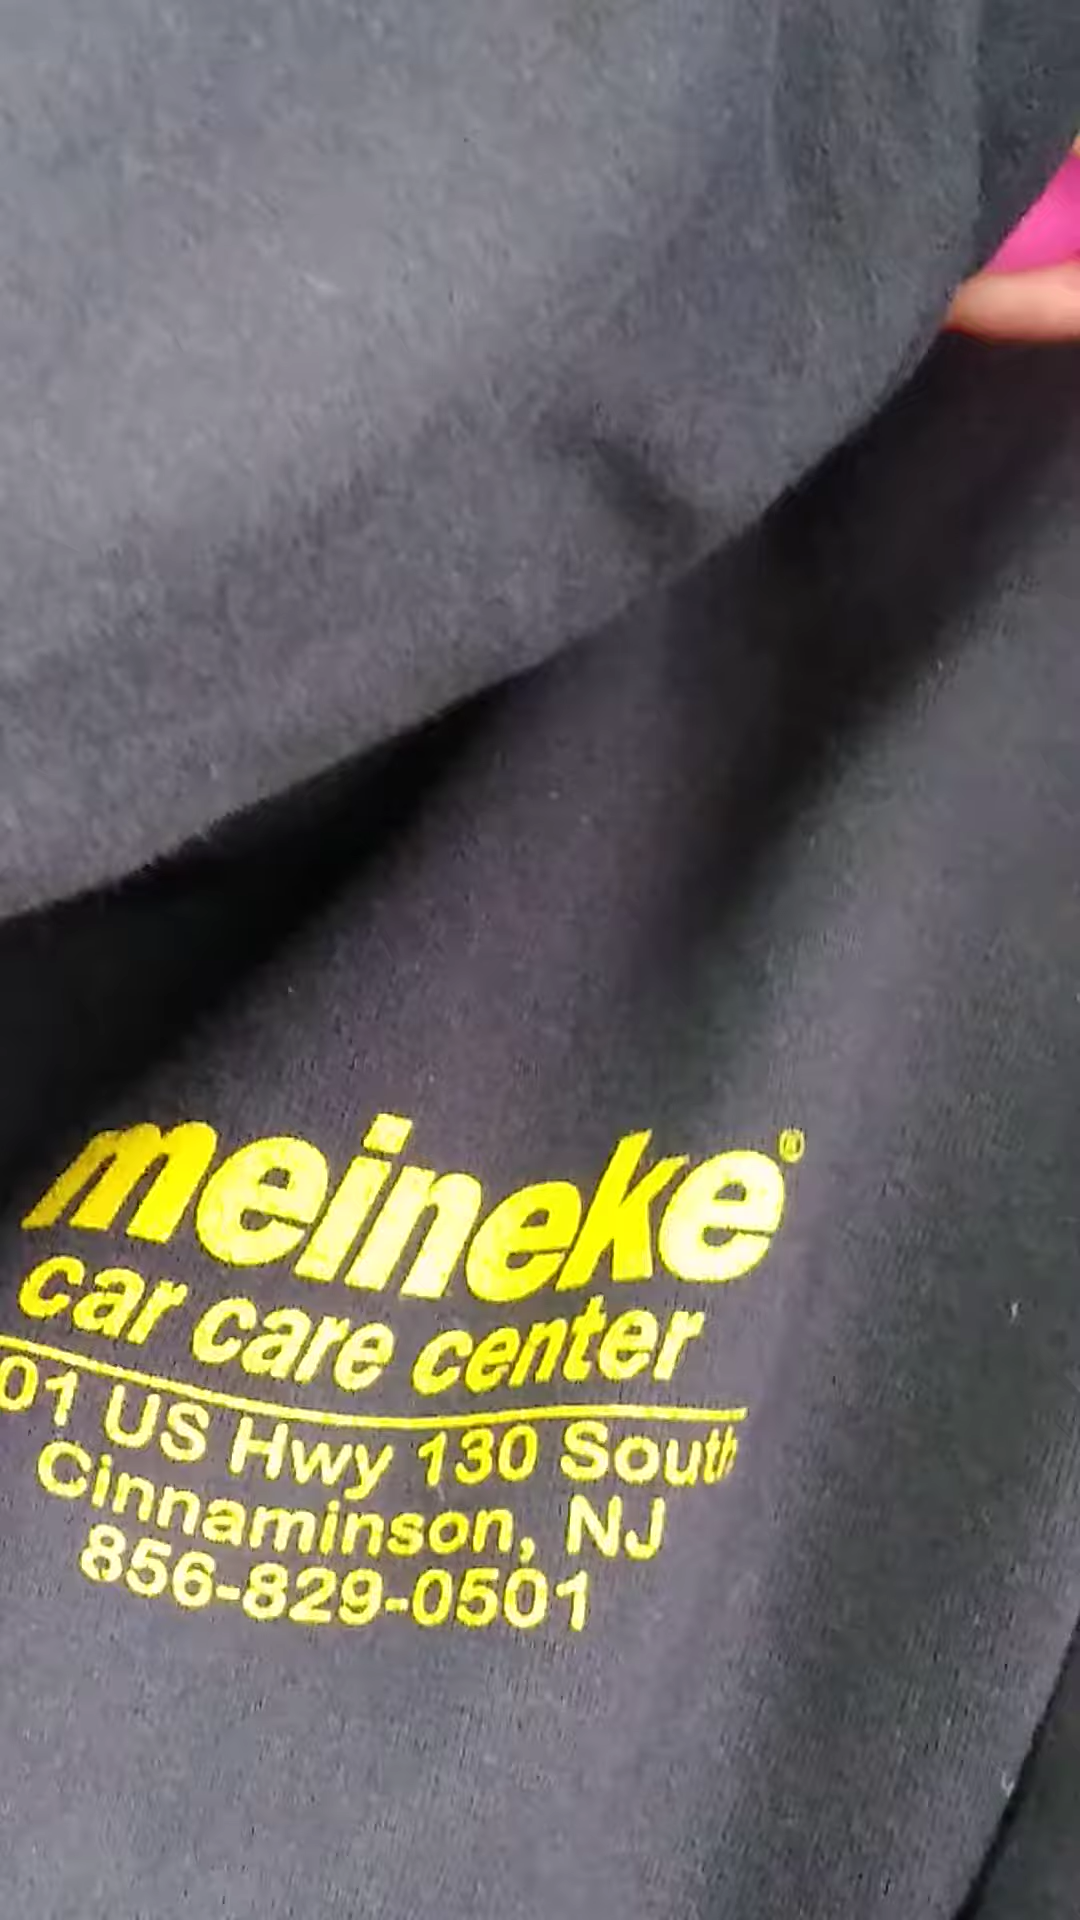 meineke®
car care center
01 US Hwy 130 South
Cinnaminson, NJ
856-829-0501